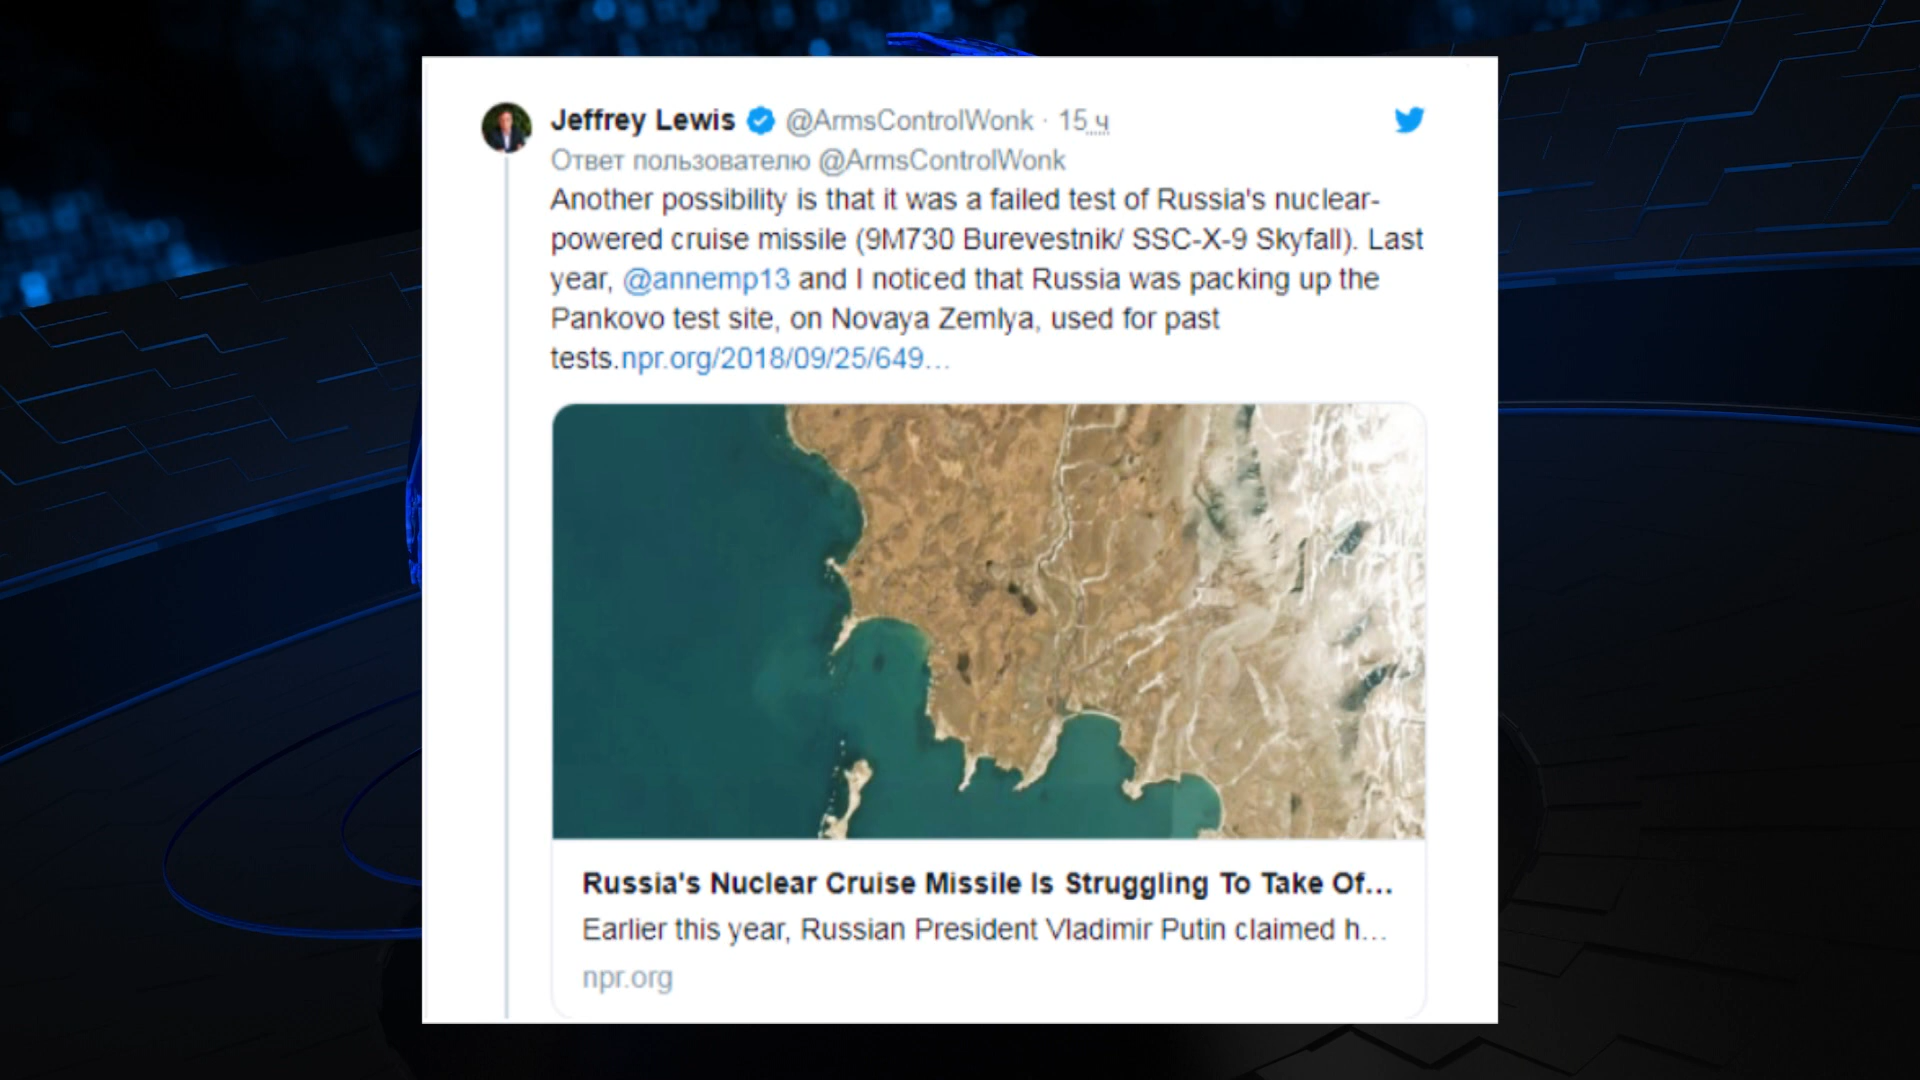 Jeffrey Lewis @ArmsControlWonk · 15 ч
Ответ пользователю @ArmsControlWonk
Another possibility is that it was a failed test of Russia's nuclear-
powered cruise missile (9M730 Burevestnik/ SSC-X-9 Skyfall). Last
year, @annemp13 and I noticed that Russia was packing up the
Pankovo test site, on Novaya Zemlya, used for past
tests.npr.org/2018/09/25/649…
Russia's Nuclear Cruise Missile Is Struggling To Take Of…
Earlier this year, Russian President Vladimir Putin claimed h…
npr.org